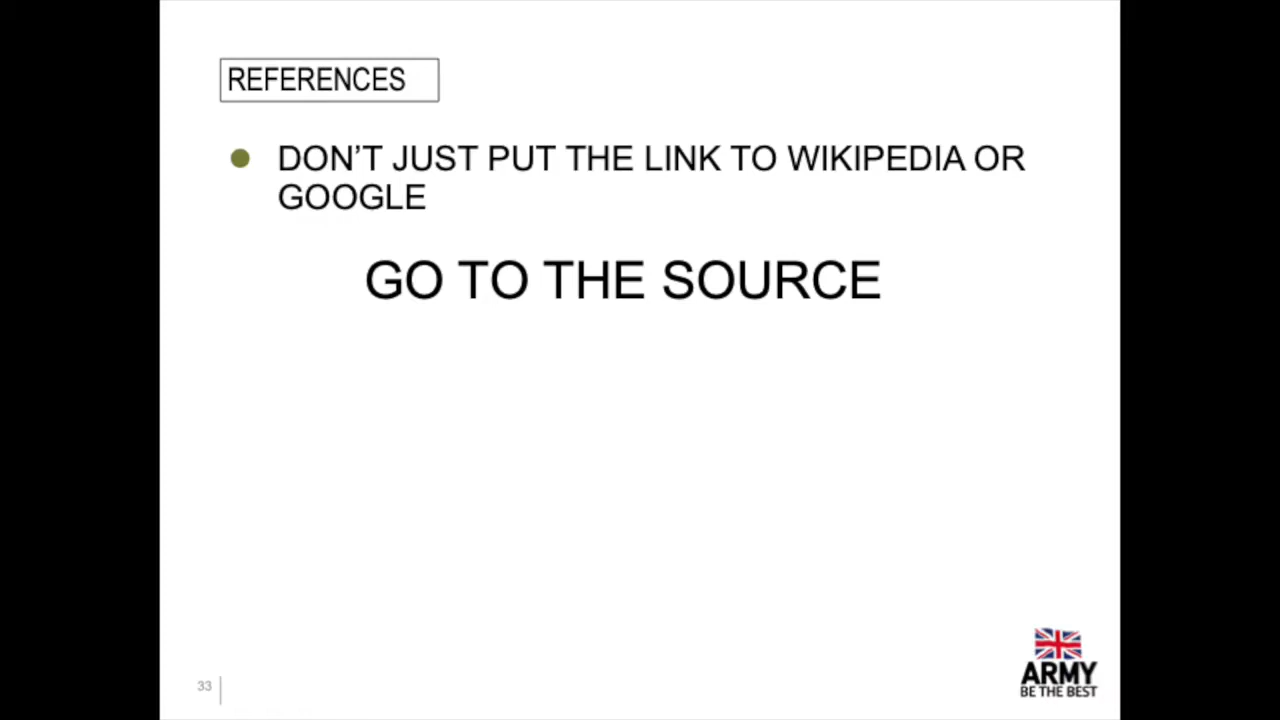 REFERENCES
DON’T JUST PUT THE LINK TO WIKIPEDIA OR
GOOGLE
GO TO THE SOURCE
33
ARMY
BE THE BEST